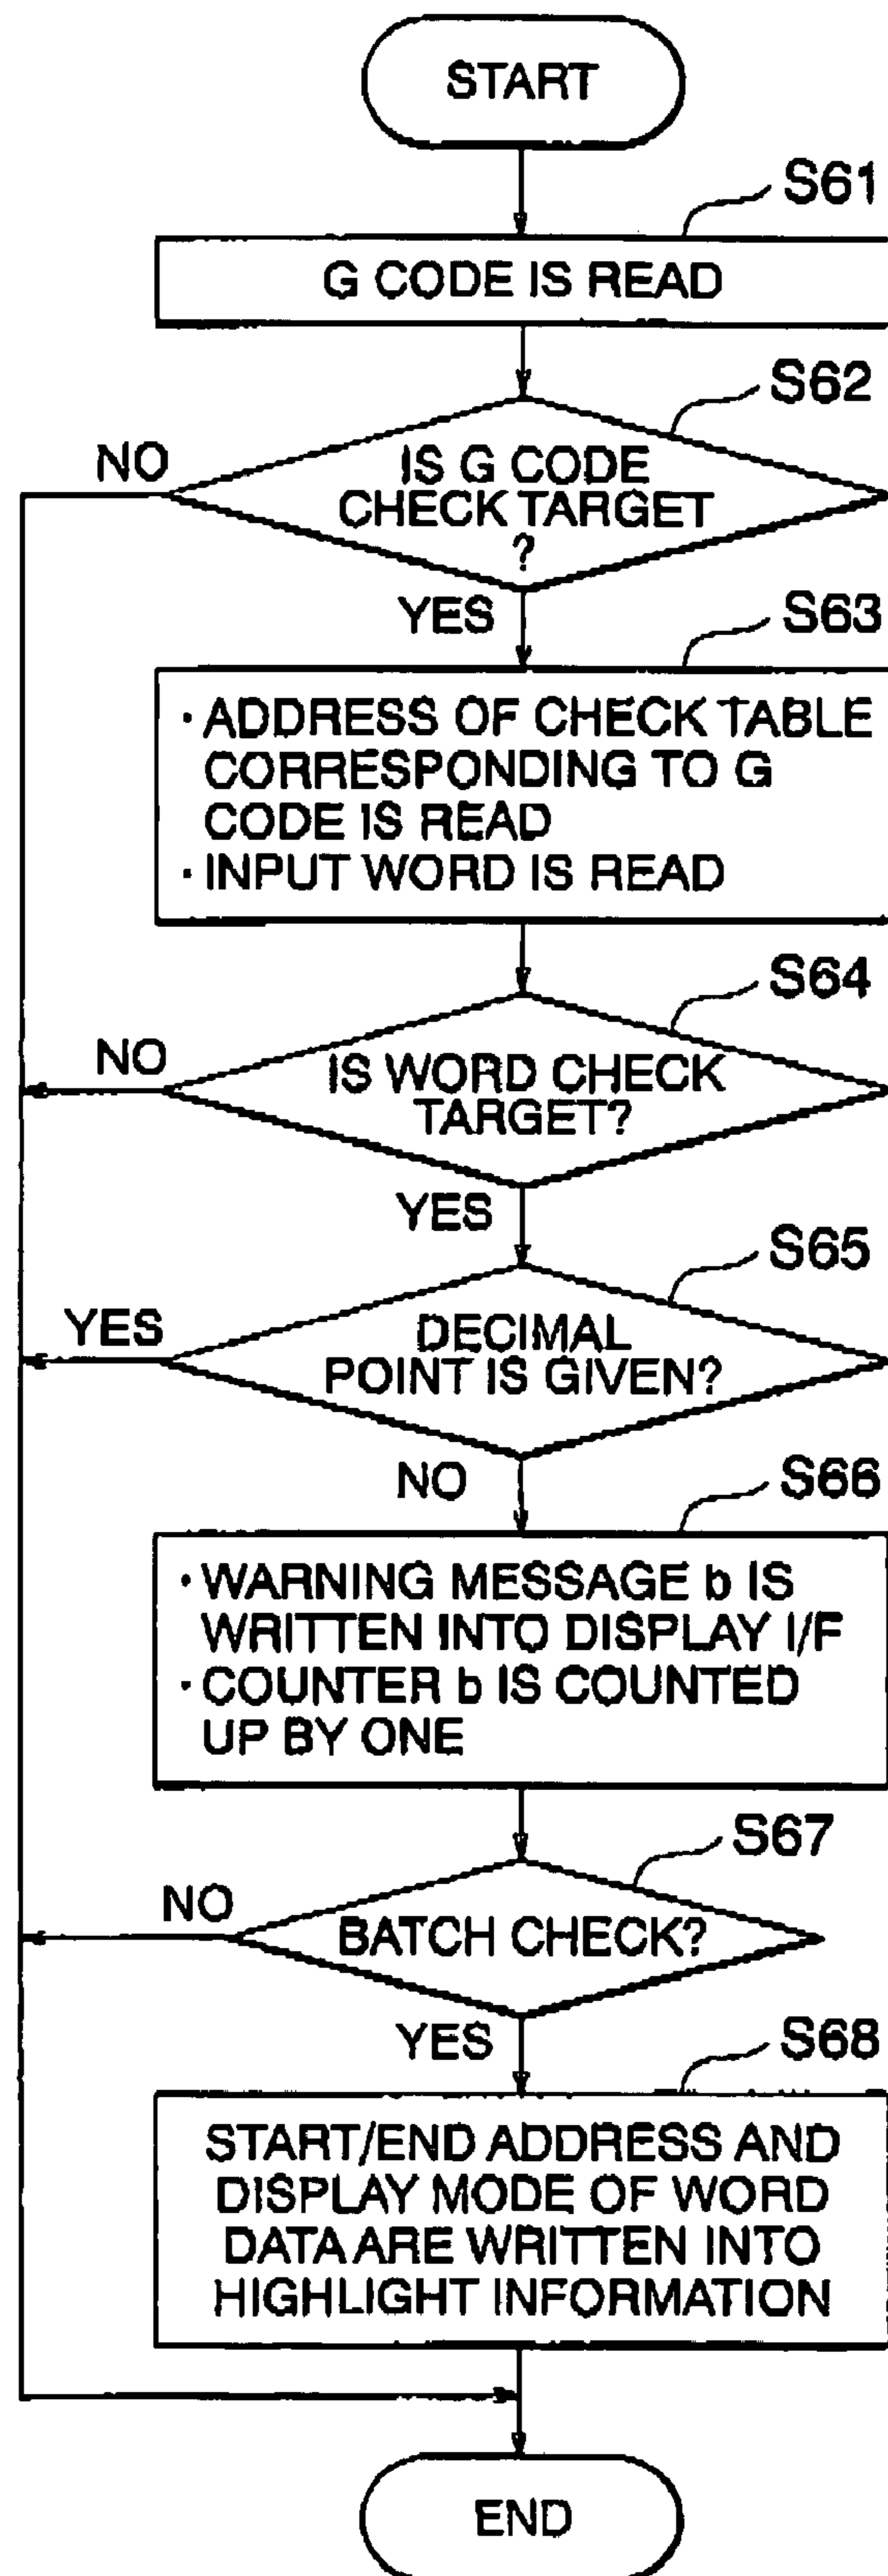 START
S61
G CODE IS READ
S62
NO
IS G CODE
CHECK TARGET
?
YES
S63
· ADDRESS OF CHECK TABLE
CORRESPONDING TO G
CODE IS READ
· INPUT WORD IS READ
S64
NO
IS WORD CHECK
TARGET?
YES
S65
YES
DECIMAL
POINT IS GIVEN?
NO
S66
· WARNING MESSAGE b IS
WRITTEN INTO DISPLAY I/F
· COUNTER b IS COUNTED
UP BY ONE
S67
NO
BATCH CHECK?
YES
S68
START/END ADDRESS AND
DISPLAY MODE OF WORD
DATA ARE WRITTEN INTO
HIGHLIGHT INFORMATION
END